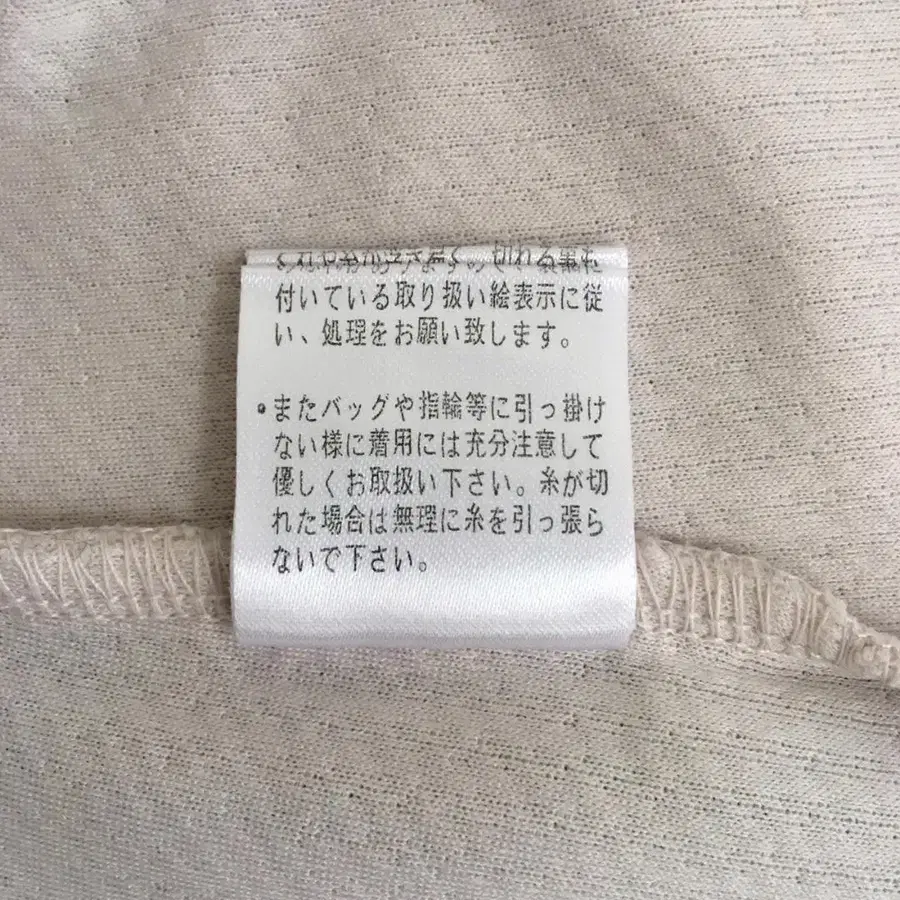 付いている取り扱い絵表示に従
い、処理をお願い致します。
•またバッグや指輪等に引っ掛け
ない様に着用には充分注意して
優しくお取扱い下さい。糸が切
れた場合は無理に糸を引っ張ら
ないで下さい。